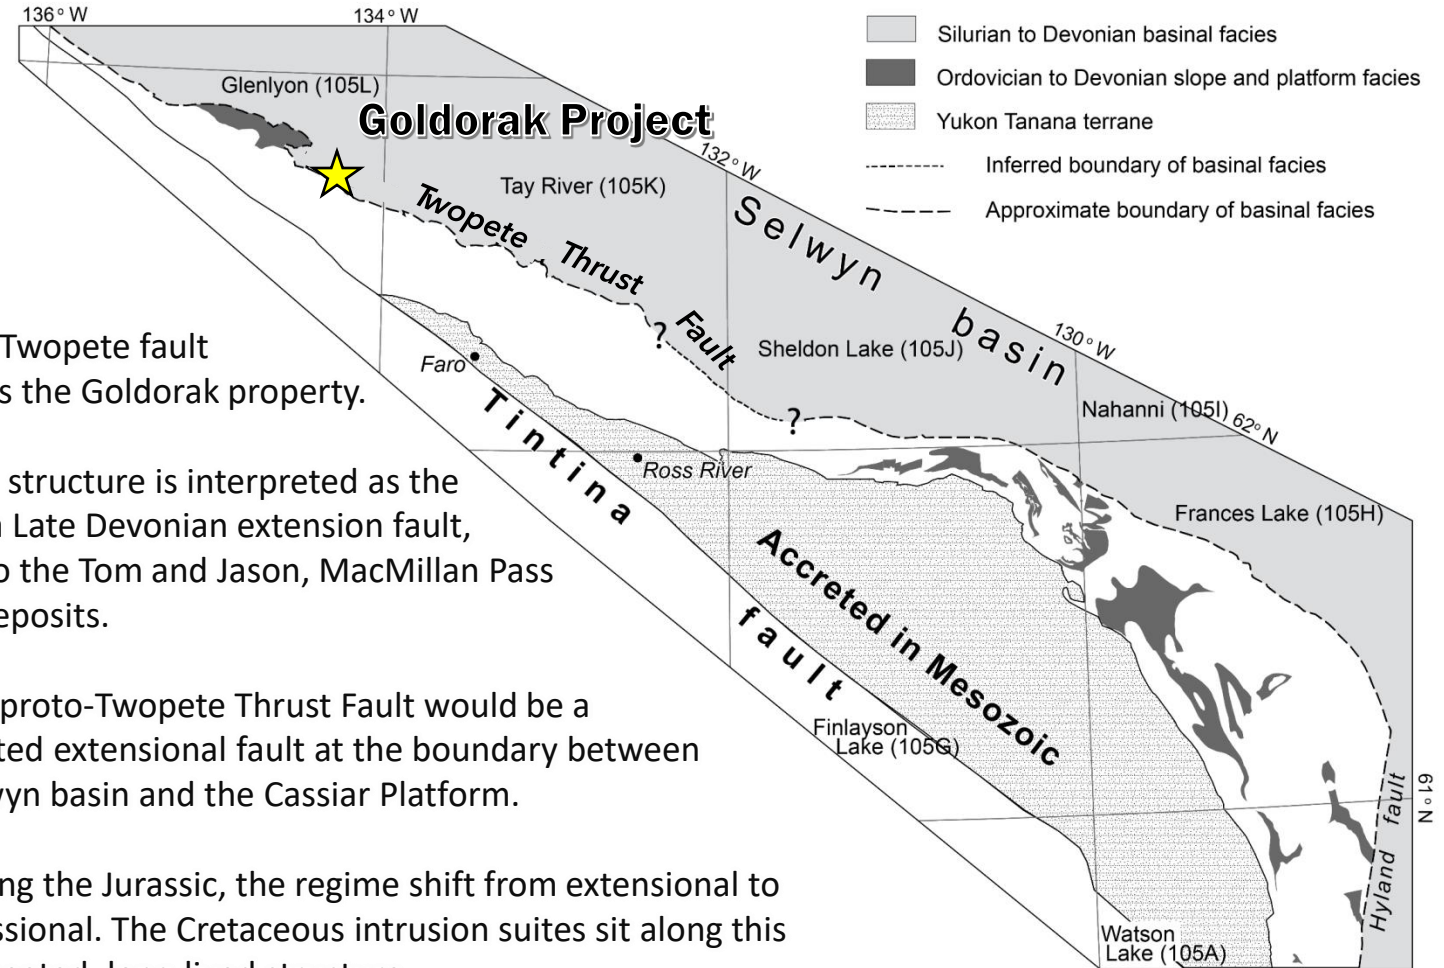 136° W
134° W
Silurian to Devonian basinal facies
Ordovician to Devonian slope and platform facies
Yukon Tanana terrane
Inferred boundary of basinal facies
Approximate boundary of basinal facies
Glenlyon (105L)
Goldorak Project
132° W
Tay River (105K)
Selwyn basin
Twopete Thrust Fault
?
130° W
Sheldon Lake (105J)
Twopete fault
s the Goldorak property.
Faro
Nahanni (105I)
62° N
?
Tintina fault
Ross River
structure is interpreted as the
Late Devonian extension fault,
the Tom and Jason, MacMillan Pass
eposits.
Frances Lake (105H)
Accreted in Mesozoic
proto-Twopete Thrust Fault would be a
ted extensional fault at the boundary between
yn basin and the Cassiar Platform.
Finlayson
Lake (105G)
61° N
Hyland fault
ng the Jurassic, the regime shift from extensional to
ssional. The Cretaceous intrusion suites sit along this
Watson
Lake (105A)